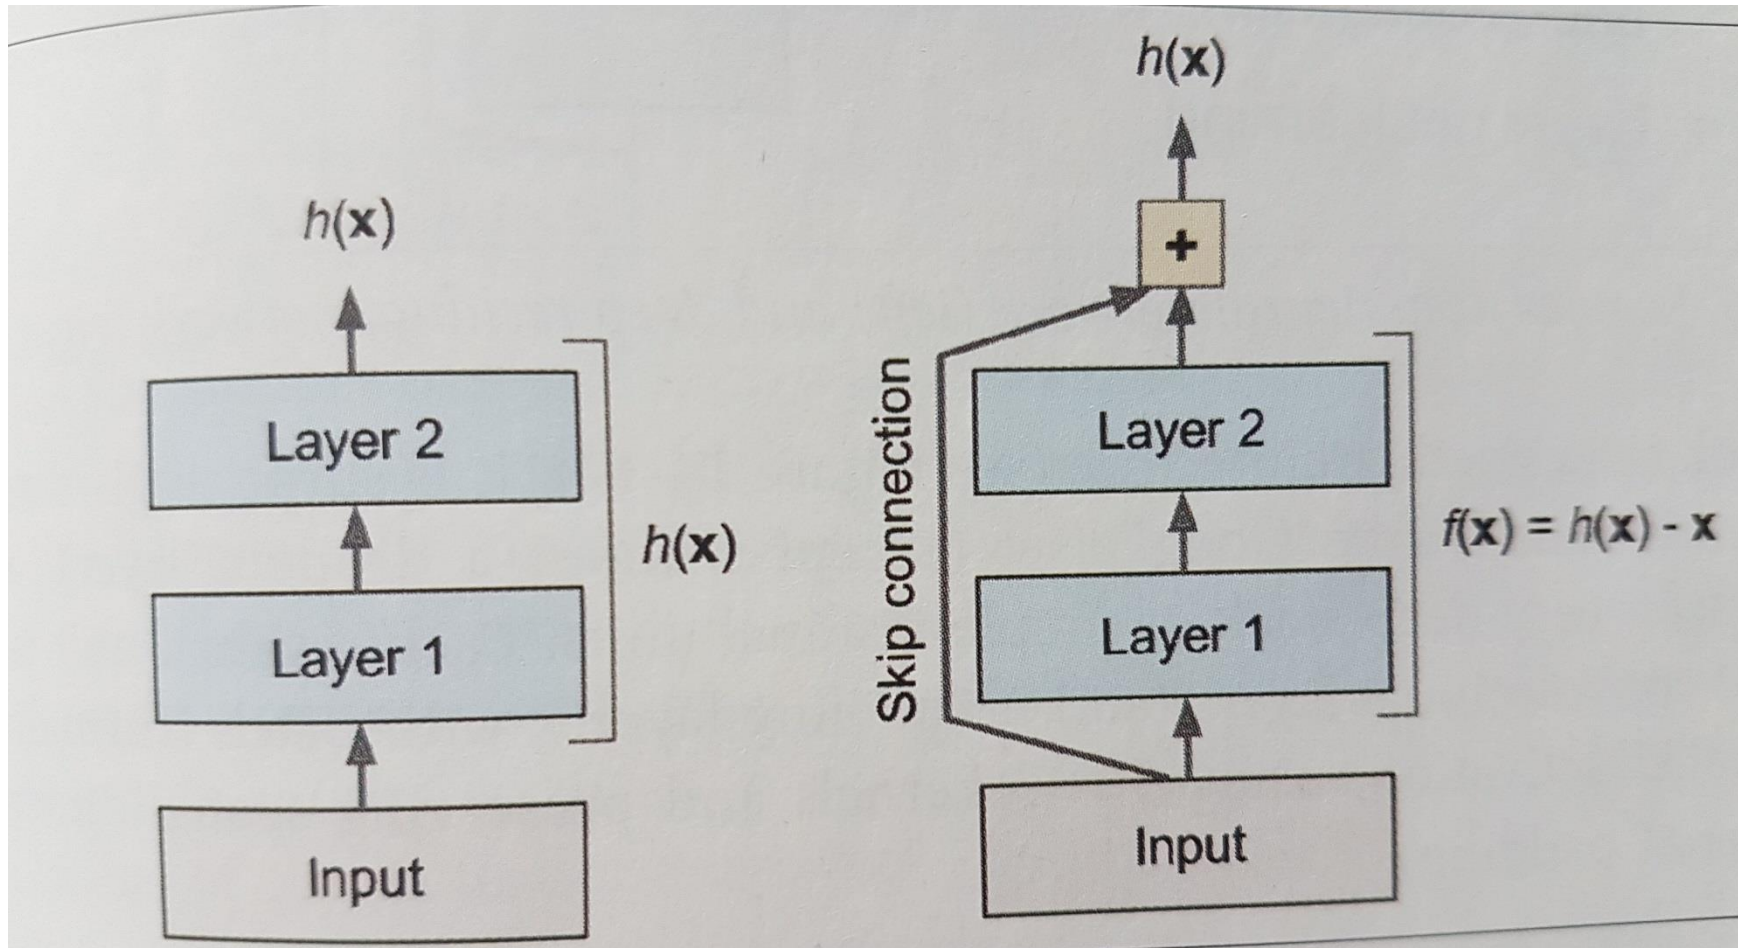 h(x)
Layer 2
Layer 1
Input
h(x)
h(x)
+
Skip connection
Layer 2
Layer 1
Input
f(x) = h(x) - x